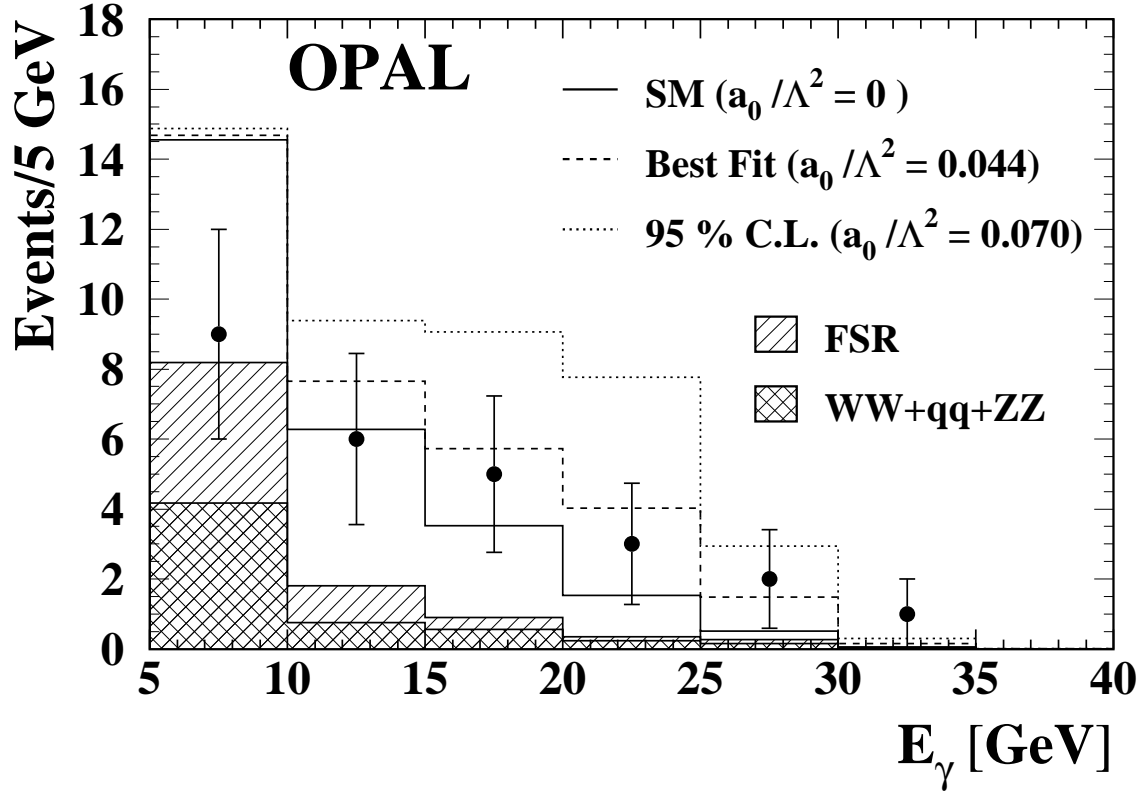 Events/5 GeV
18
16
14
12
10
8
6
4
2
0
OPAL
SM (a₀ /Λ² = 0 )
Best Fit (a₀ /Λ² = 0.044)
95 % C.L. (a₀ /Λ² = 0.070)
FSR
WW+qq+ZZ
5 10 15 20 25 30 35 40
E_γ [GeV]